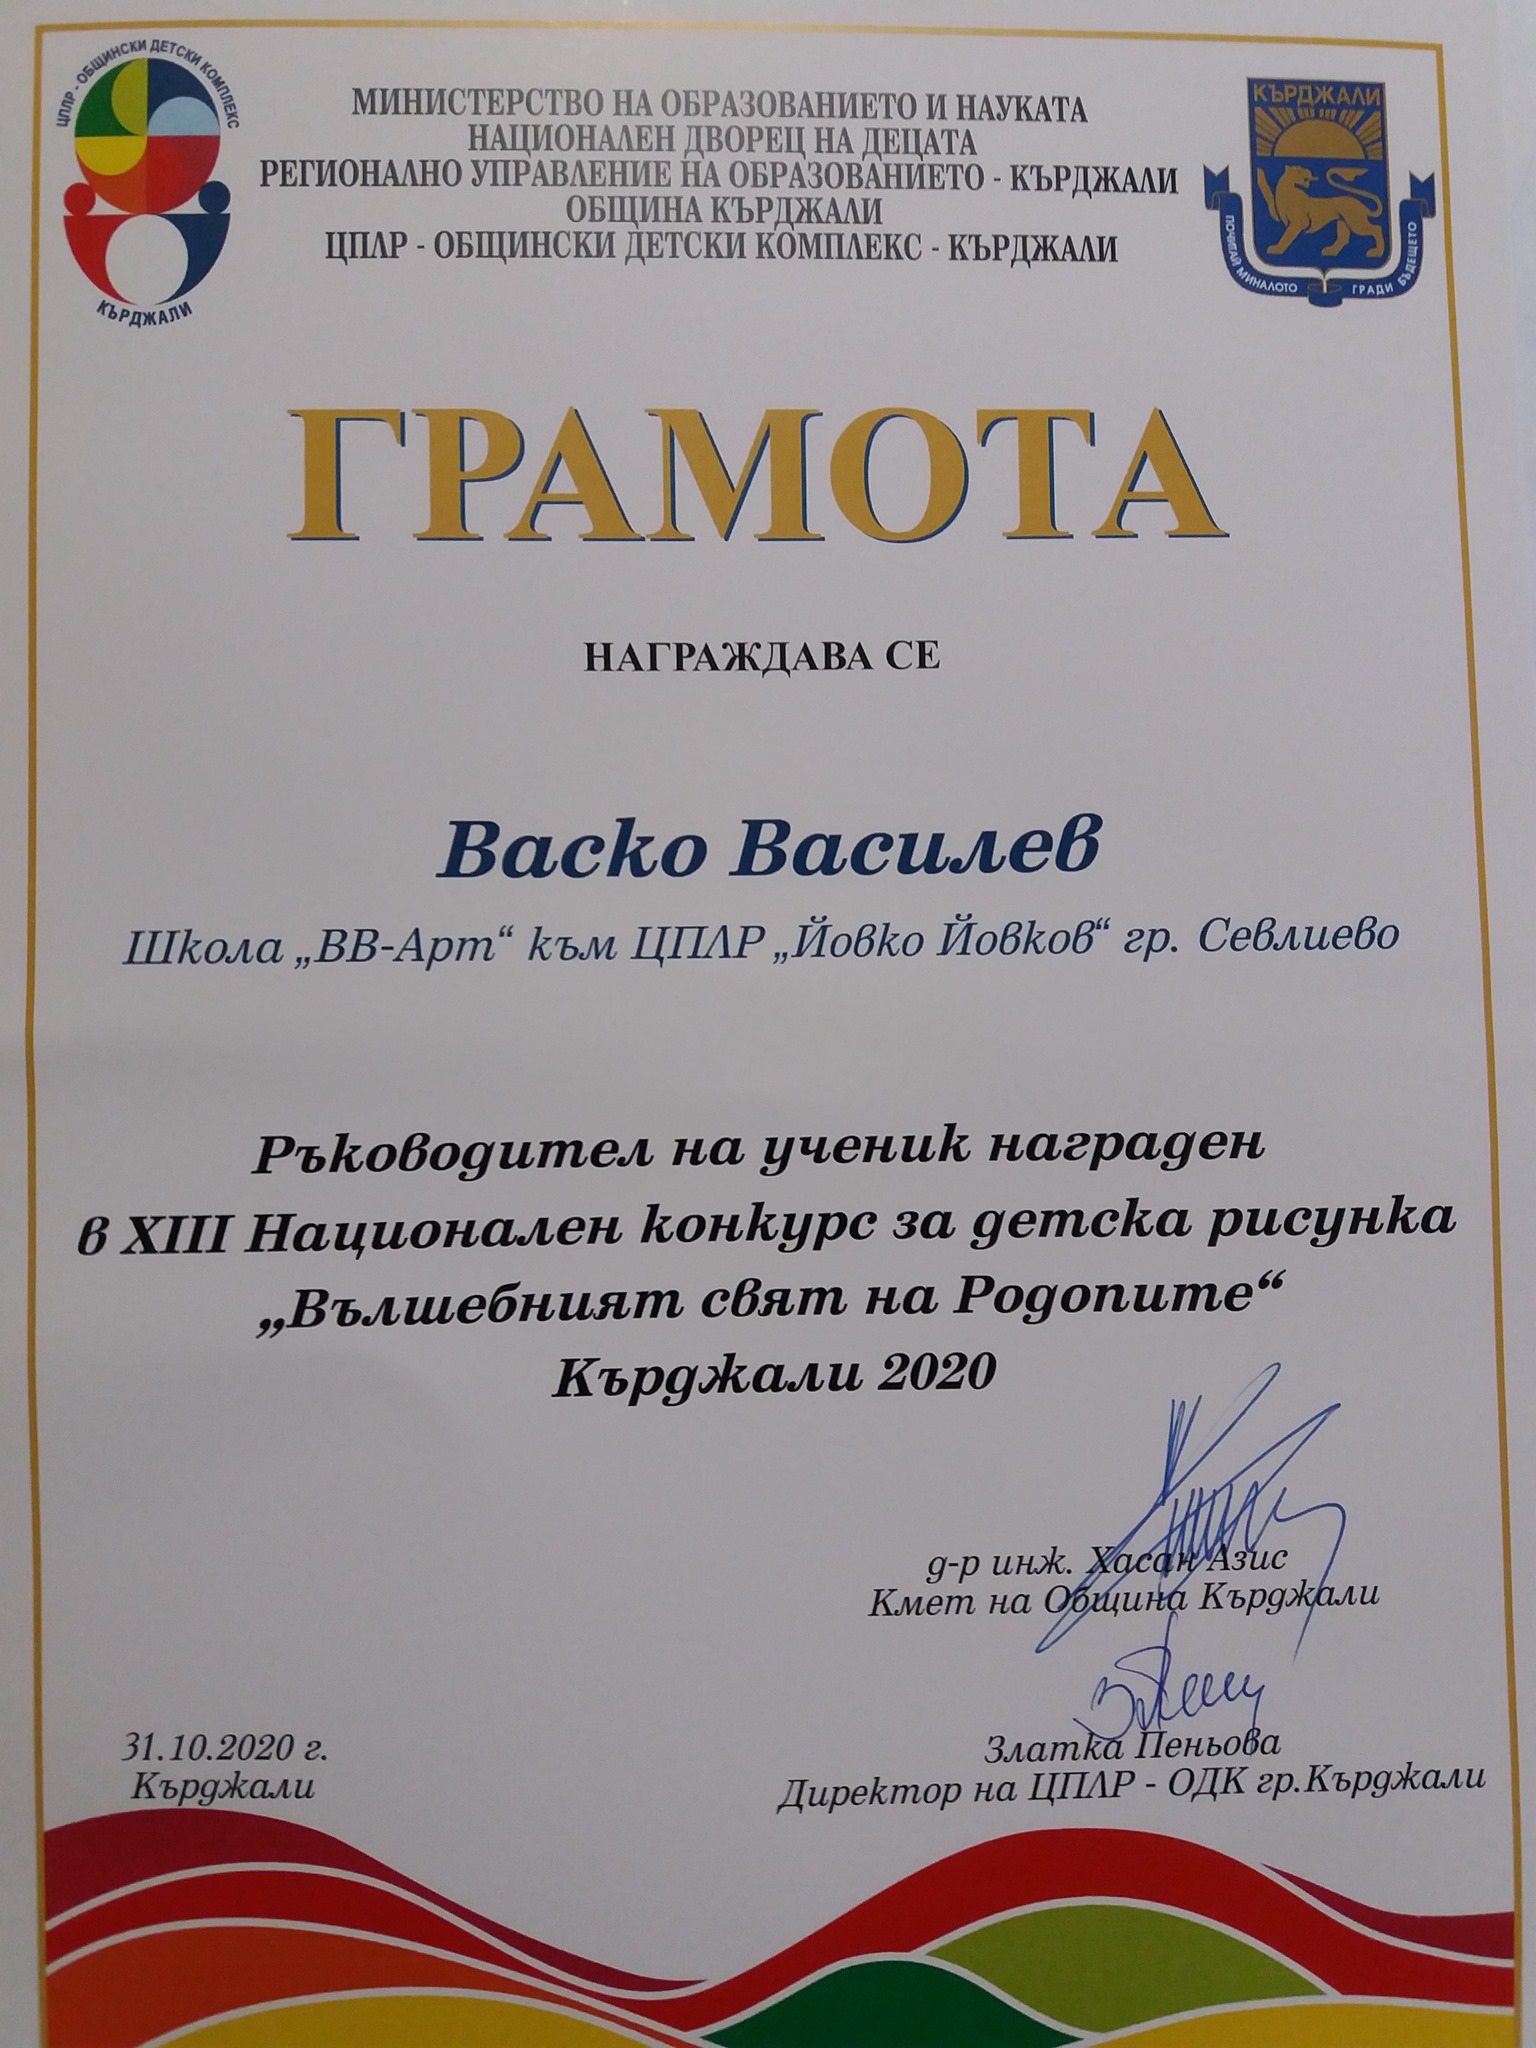 ЦПЛР - ОБЩИНСКИ ДЕТСКИ КОМПЛЕКС
КЪРДЖАЛИ
МИНИСТЕРСТВО НА ОБРАЗОВАНИЕТО И НАУКАТА
НАЦИОНАЛЕН ДВОРЕЦ НА ДЕЦАТА
РЕГИОНАЛНО УПРАВЛЕНИЕ НА ОБРАЗОВАНИЕТО - КЪРДЖАЛИ
ОБЩИНА КЪРДЖАЛИ
ЦПЛР - ОБЩИНСКИ ДЕТСКИ КОМПЛЕКС - КЪРДЖАЛИ
КЪРДЖАЛИ
МИНАЛОТО ГРАДИ БЪДЕЩЕТО
ГРАМОТА
НАГРАЖДАВА СЕ
Васко Василев
Школа „ВВ-Арт“ към ЦПЛР „Йовко Йовков“ гр. Севлиево
Ръководител на ученик награден
в XIII Национален конкурс за детска рисунка
„Вълшебният свят на Родопите“
Кърджали 2020
д-р инж. Хасан Азис
Кмет на Община Кърджали
Златка Пеньова
Директор на ЦПЛР - ОДК гр.Кърджали
31.10.2020 г.
Кърджали